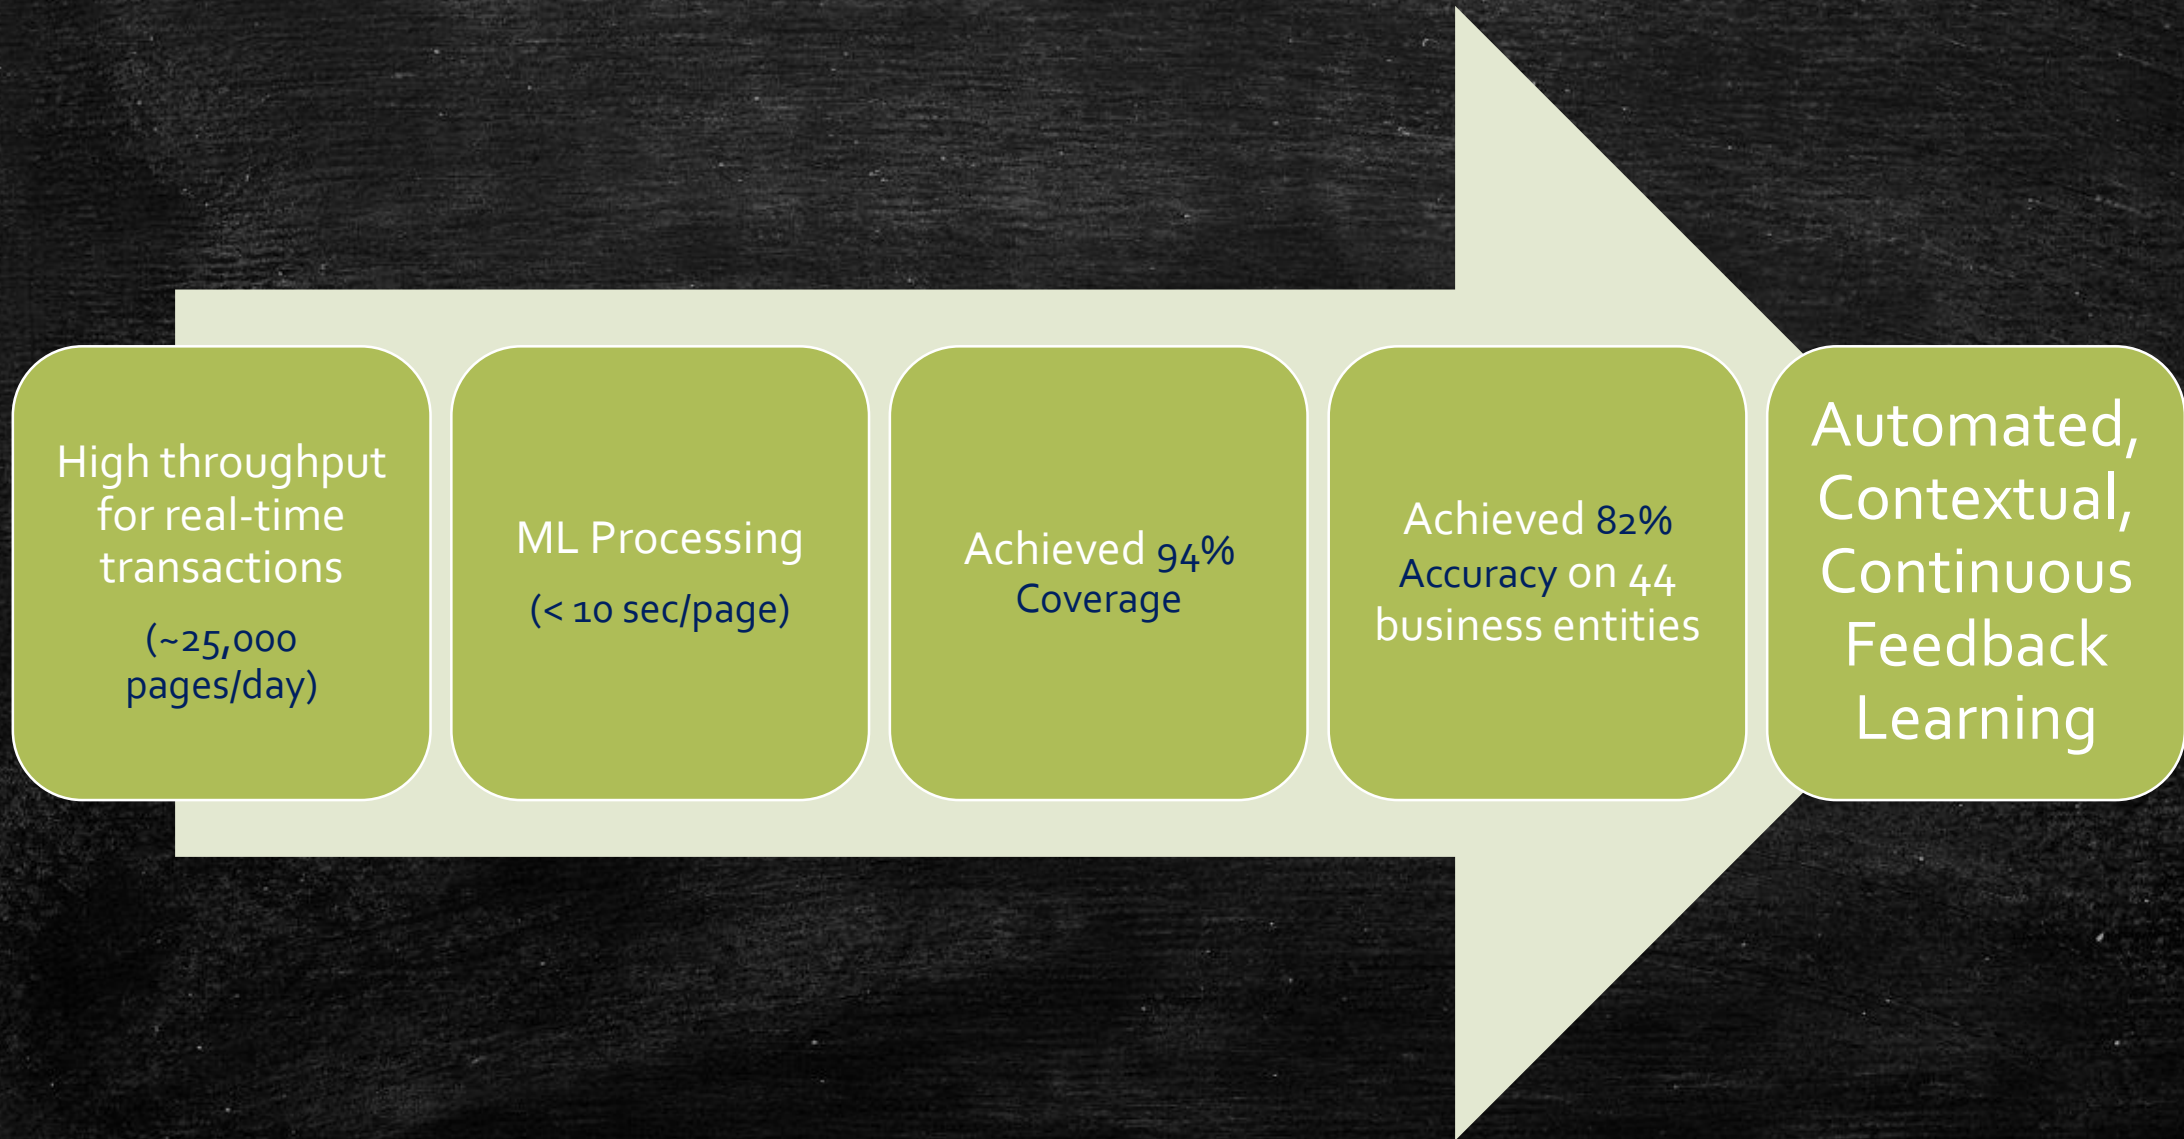 High throughput
for real-time
transactions
(~25,000
pages/day)
ML Processing
(< 10 sec/page)
Achieved 94%
Coverage
Achieved 82%
Accuracy on 44
business entities
Automated,
Contextual,
Continuous
Feedback
Learning